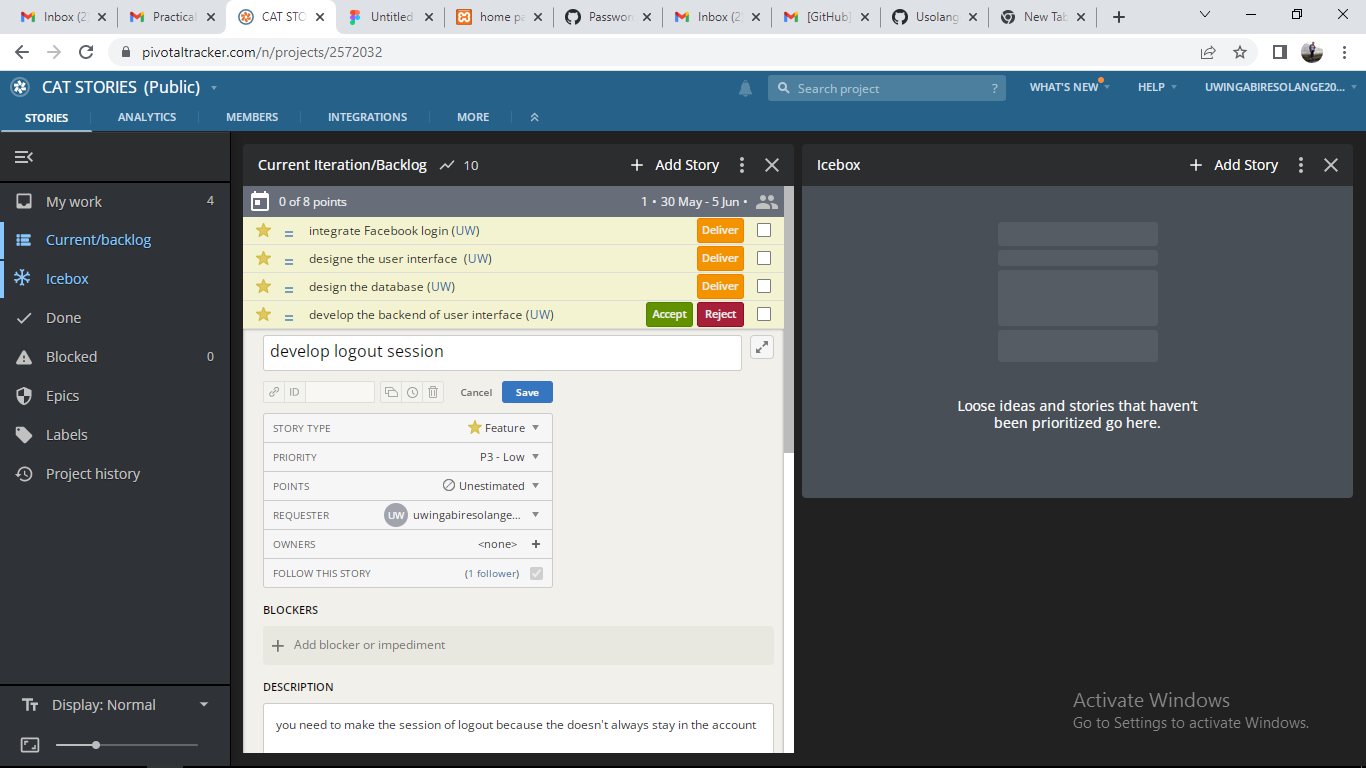 Inbox (2
Practical
CAT STO
Untitled
home pa
Passwor
Inbox (2
[GitHub]
Usolang
New Tab
pivotaltracker.com/n/projects/2572032
CAT STORIES (Public)
Search project
?
WHAT'S NEW
HELP
UWINGABIRESOLANGE20...
STORIES
ANALYTICS
MEMBERS
INTEGRATIONS
MORE
My work 4
Current/backlog
Icebox
Done
Blocked 0
Epics
Labels
Project history
Display: Normal
Current Iteration/Backlog 10
+ Add Story
0 of 8 points 1 • 30 May - 5 Jun •
integrate Facebook login (UW) Deliver
designe the user interface (UW) Deliver
design the database (UW) Deliver
develop the backend of user interface (UW) Accept Reject
develop logout session
ID
Cancel
Save
STORY TYPE Feature
PRIORITY P3 - Low
POINTS Unestimated
REQUESTER UW uwingabiresolange...
OWNERS <none> +
FOLLOW THIS STORY (1 follower)
BLOCKERS
+ Add blocker or impediment
DESCRIPTION
you need to make the session of logout because the doesn't always stay in the account
Icebox
+ Add Story
Loose ideas and stories that haven't
been prioritized go here.
Activate Windows
Go to Settings to activate Windows.